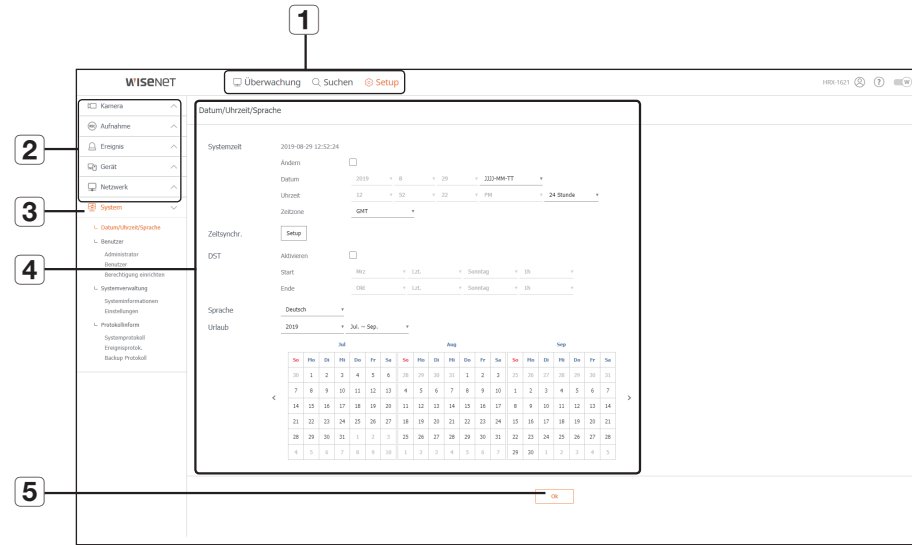 1
WISENET
Überwachung Suchen Setup
HRX-1621 ? W
Kamera
Aufnahme
Ereignis
Gerät
Netzwerk
System
Datum/Uhrzeit/Sprache
Benutzer
Administrator
Benutzer
Berechtigung einrichten
Systemverwaltung
Systeminformationen
Einstellungen
Protokollinform
Systemprotokoll
Ereignisprotok.
Backup Protokoll
2
3
4
5
Datum/Uhrzeit/Sprache
Systemzeit 2019-08-29 12:52:24
Ändern
Datum 2019 8 29 JJJJ-MM-TT
Uhrzeit 12 52 22 PM 24 Stunde
Zeitzone GMT
Zeitsynchr. Setup
DST Aktivieren
Start Mrz Lzt. Sonntag 1h
Ende Okt Lzt. Sonntag 1h
Sprache Deutsch
Urlaub 2019 Jul. ~ Sep.
Jul Aug Sep
So Mo Di Mi Do Fr Sa So Mo Di Mi Do Fr Sa So Mo Di Mi Do Fr Sa
30 1 2 3 4 5 6 28 29 30 31 1 2 3 25 26 27 28 29 30 31
7 8 9 10 11 12 13 4 5 6 7 8 9 10 1 2 3 4 5 6 7
14 15 16 17 18 19 20 11 12 13 14 15 16 17 8 9 10 11 12 13 14
21 22 23 24 25 26 27 18 19 20 21 22 23 24 15 16 17 18 19 20 21
28 29 30 31 1 2 3 25 26 27 28 29 30 31 22 23 24 25 26 27 28
4 5 6 7 8 9 10 1 2 3 4 5 6 7 29 30 1 2 3 4 5
Ok